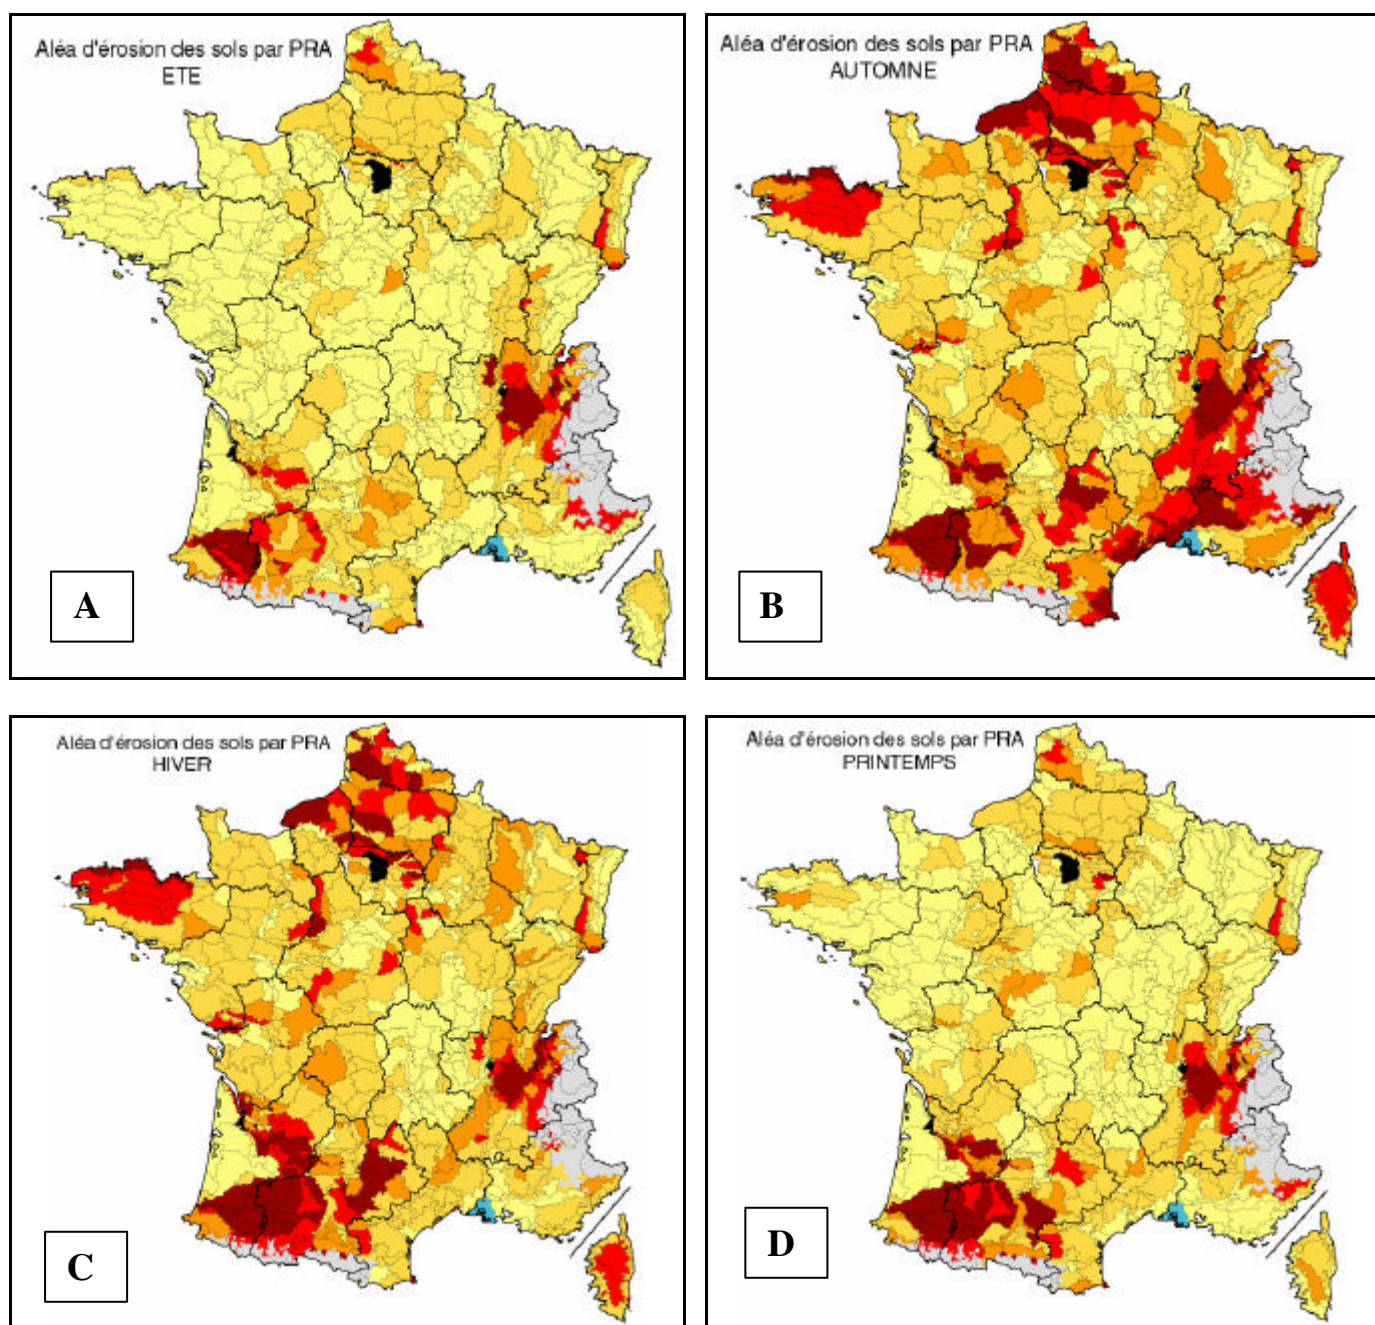 Aléa d'érosion des sols par PRA
ETE
A
Aléa d'érosion des sols par PRA
AUTOMNE
B
Aléa d'érosion des sols par PRA
HIVER
C
Aléa d'érosion des sols par PRA
PRINTEMPS
D